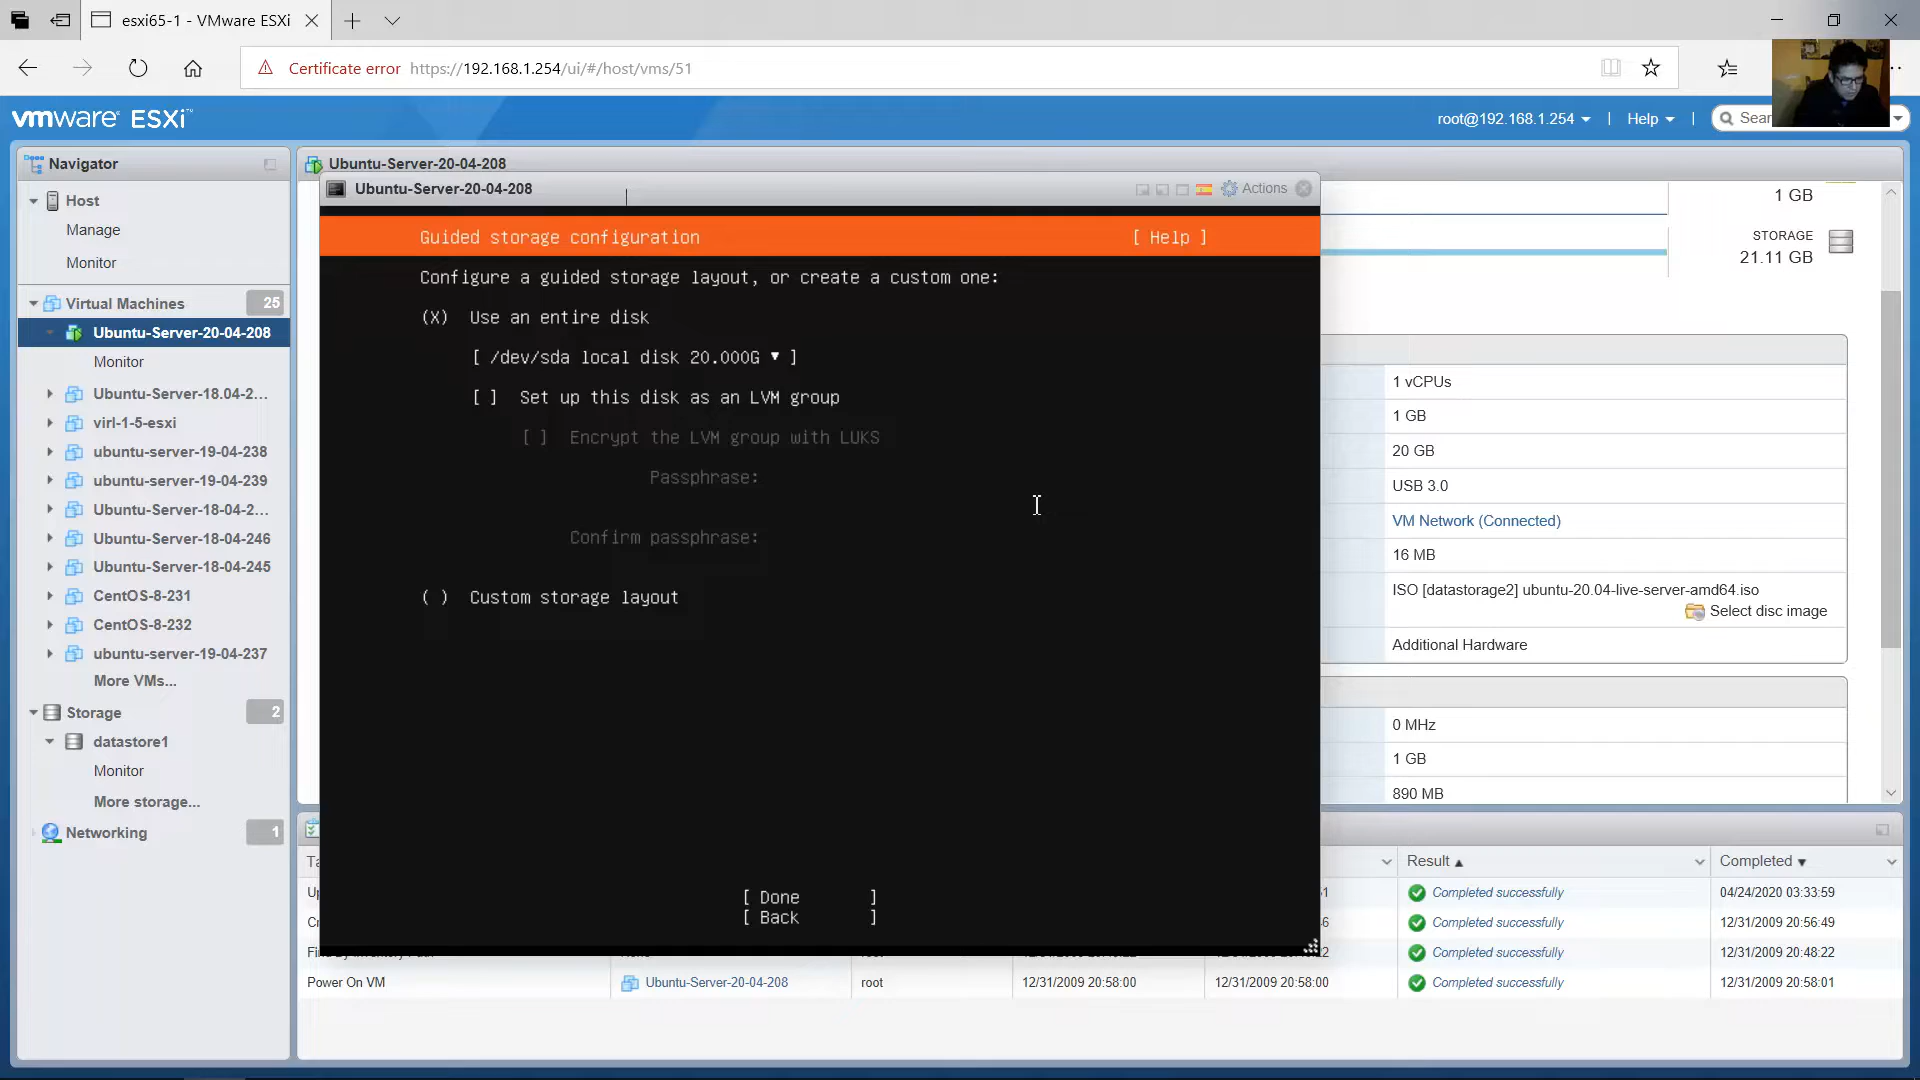 esxi65-1 - VMware ESXi
Certificate error https://192.168.1.254/ui/#/host/vms/51
vmware ESXi™
root@192.168.1.254
Help
Sear
Navigator
Host
Manage
Monitor
Virtual Machines 25
Ubuntu-Server-20-04-208
Monitor
Ubuntu-Server-18.04-2...
virl-1-5-esxi
ubuntu-server-19-04-238
ubuntu-server-19-04-239
Ubuntu-Server-18-04-2...
Ubuntu-Server-18-04-246
Ubuntu-Server-18-04-245
CentOS-8-231
CentOS-8-232
ubuntu-server-19-04-237
More VMs...
Storage 2
datastore1
Monitor
More storage...
Networking 1
Ubuntu-Server-20-04-208
Ubuntu-Server-20-04-208
Actions
Guided storage configuration [ Help ]
Configure a guided storage layout, or create a custom one:
(X) Use an entire disk
[ /dev/sda local disk 20.000G ▾ ]
[ ] Set up this disk as an LVM group
[ ] Encrypt the LVM group with LUKS
Passphrase:
Confirm passphrase:
( ) Custom storage layout
[ Done ]
[ Back ]
1 GB
STORAGE
21.11 GB
1 vCPUs
1 GB
20 GB
USB 3.0
VM Network (Connected)
16 MB
ISO [datastorage2] ubuntu-20.04-live-server-amd64.iso
Select disc image
Additional Hardware
0 MHz
1 GB
890 MB
Result ▲ Completed ▼
Completed successfully 04/24/2020 03:33:59
Completed successfully 12/31/2009 20:56:49
Completed successfully 12/31/2009 20:48:22
Power On VM Ubuntu-Server-20-04-208 root 12/31/2009 20:58:00 12/31/2009 20:58:00 Completed successfully 12/31/2009 20:58:01